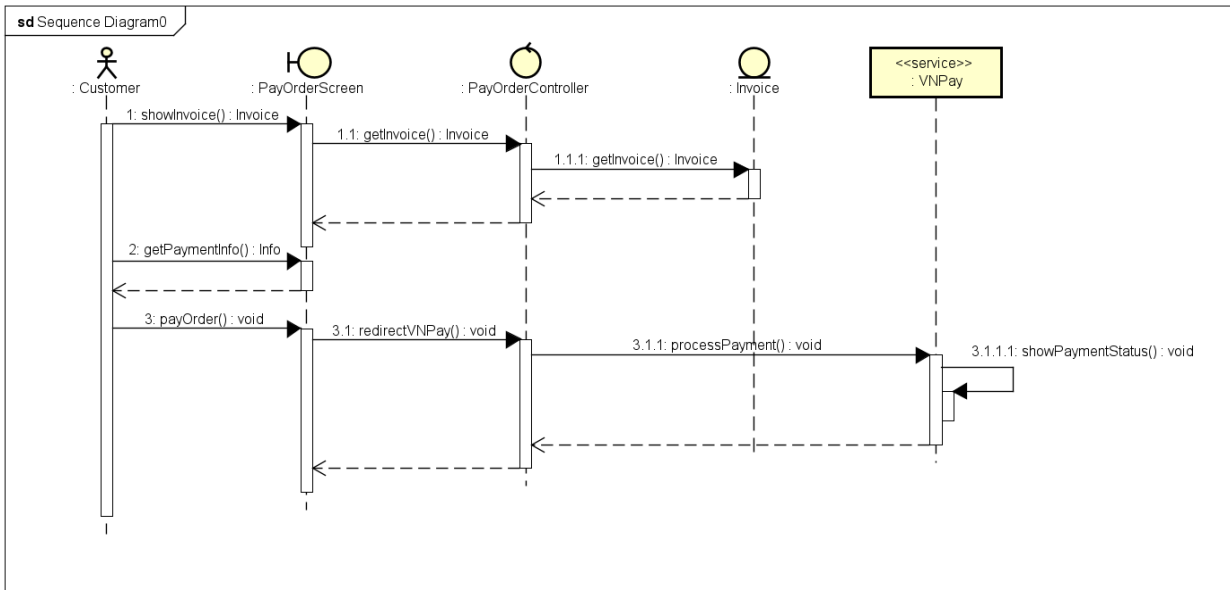 sd Sequence Diagram0
: Customer
: PayOrderScreen
: PayOrderController
: Invoice
<<service>>
: VNPay
1: showInvoice() : Invoice
1.1: getInvoice() : Invoice
1.1.1: getInvoice() : Invoice
2: getPaymentInfo() : Info
3: payOrder() : void
3.1: redirectVNPay() : void
3.1.1: processPayment() : void
3.1.1.1: showPaymentStatus() : void